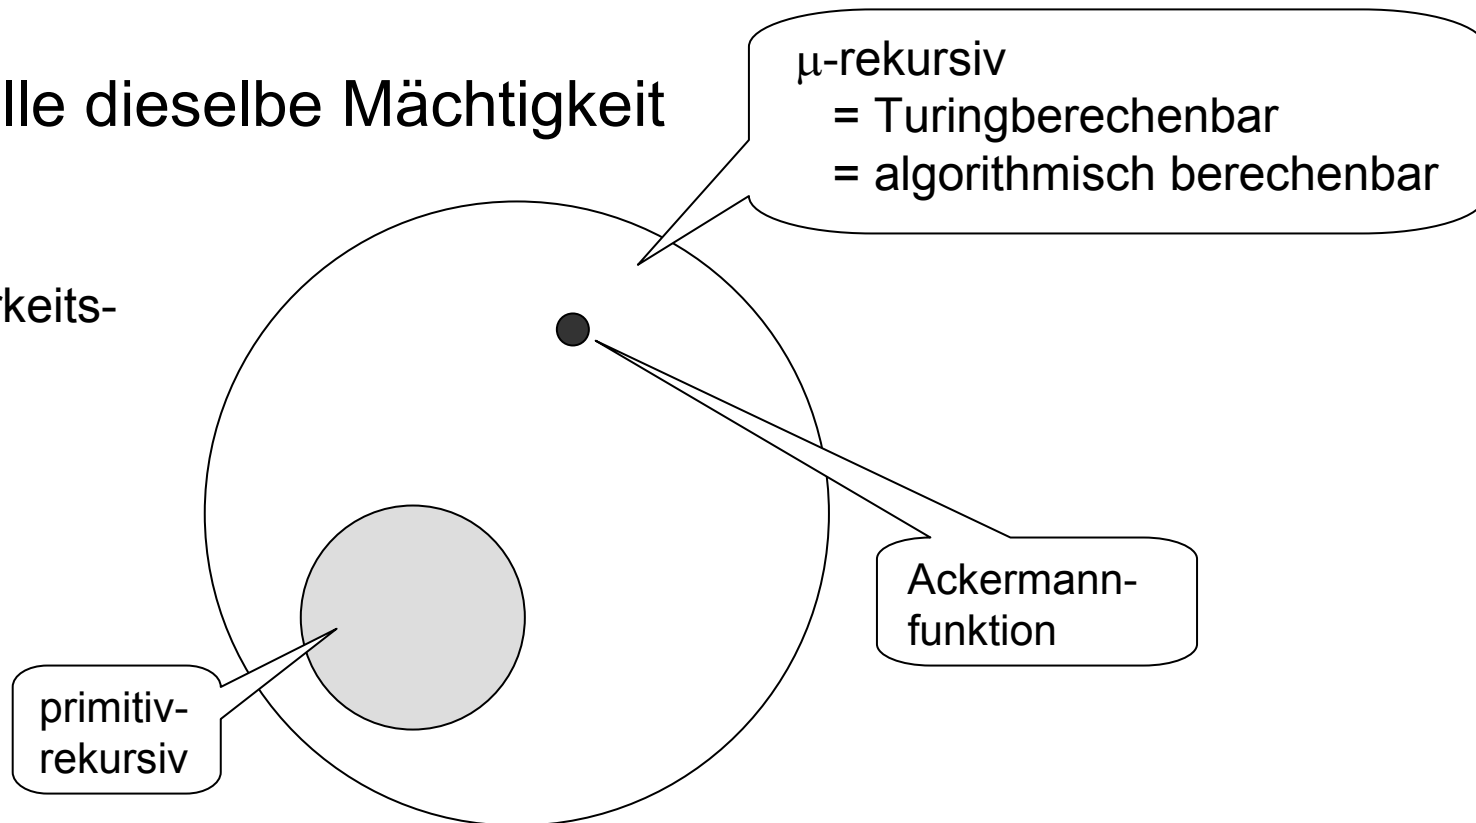 lle dieselbe Mächtigkeit
μ-rekursiv
= Turingberechenbar
= algorithmisch berechenbar
rkeits-
Ackermann-
funktion
primitiv-
rekursiv